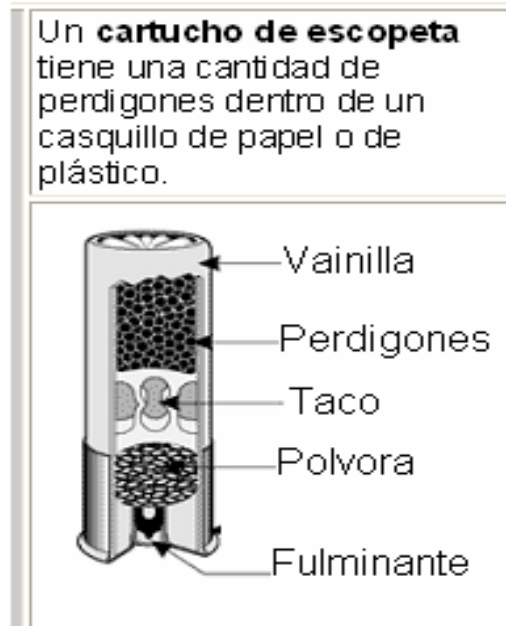 Un cartucho de escopeta
tiene una cantidad de
perdigones dentro de un
casquillo de papel o de
plástico.
Vainilla
Perdigones
Taco
Polvora
Fulminante